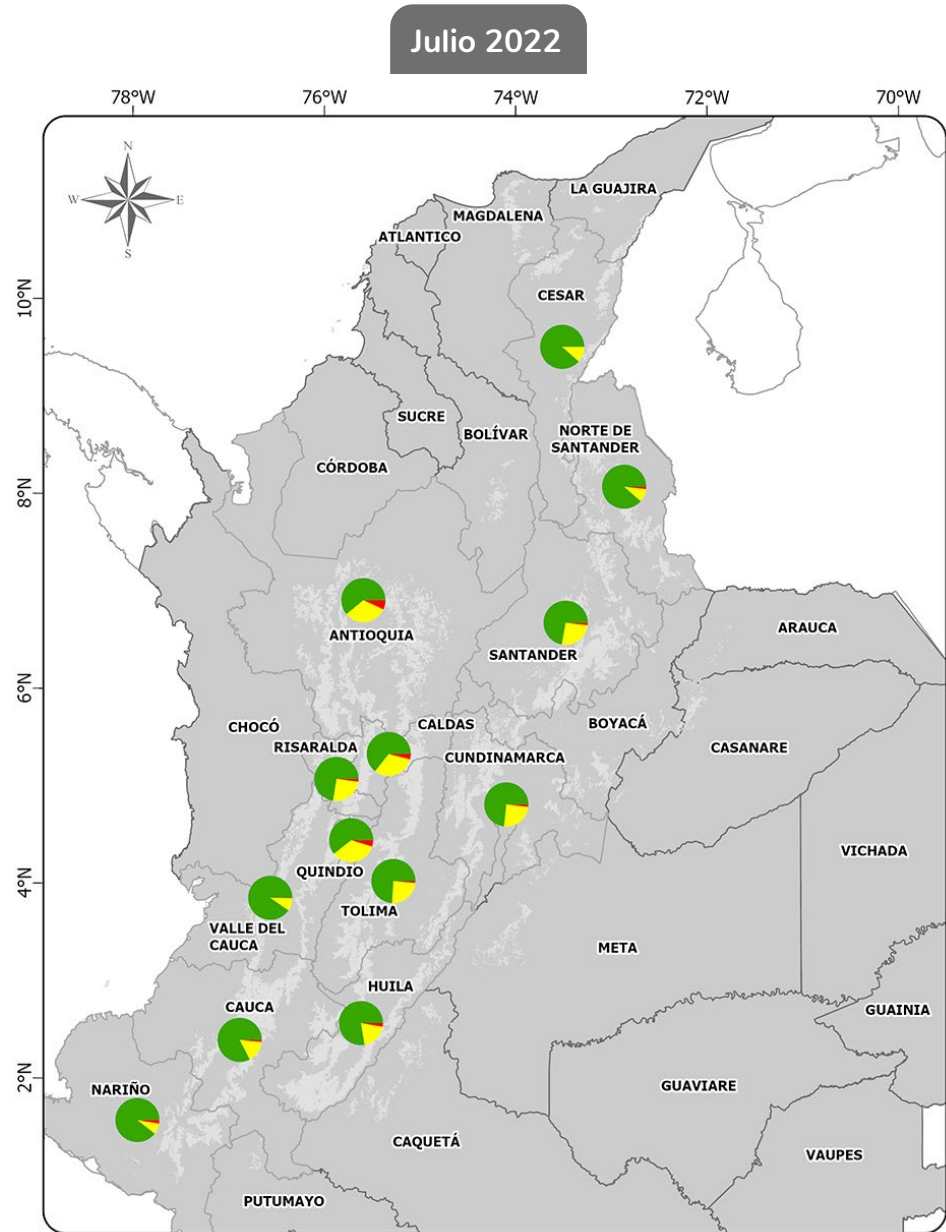 Julio 2022
78°W
76°W
74°W
72°W
70°W
N
W
E
S
10°N
8°N
6°N
4°N
2°N
LA GUAJIRA
MAGDALENA
ATLANTICO
CESAR
SUCRE
BOLÍVAR
NORTE DE
SANTANDER
CÓRDOBA
ANTIOQUIA
SANTANDER
ARAUCA
CHOCÓ
CALDAS
BOYACÁ
RISARALDA
CUNDINAMARCA
CASANARE
VICHADA
QUINDIO
TOLIMA
VALLE DEL
CAUCA
META
HUILA
CAUCA
GUAINIA
NARIÑO
GUAVIARE
CAQUETÁ
VAUPES
PUTUMAYO